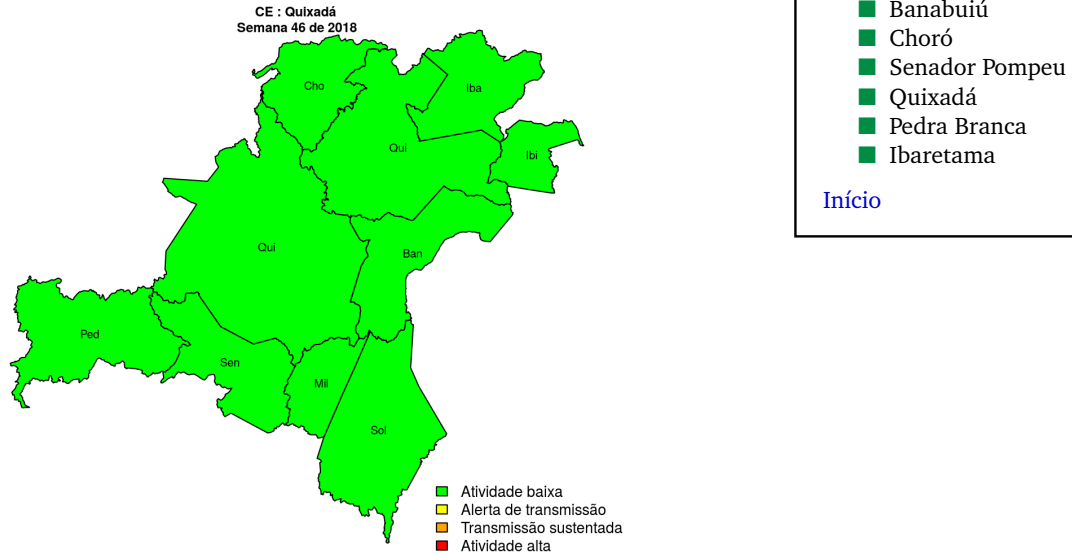 CE : Quixadá
Semana 46 de 2018
Cho
Iba
Qui
Ibi
Qui
Ban
Ped
Sen
Mil
Sol
Atividade baixa
Alerta de transmissão
Transmissão sustentada
Atividade alta
Banabuiú
Choró
Senador Pompeu
Quixadá
Pedra Branca
Ibaretama
Início